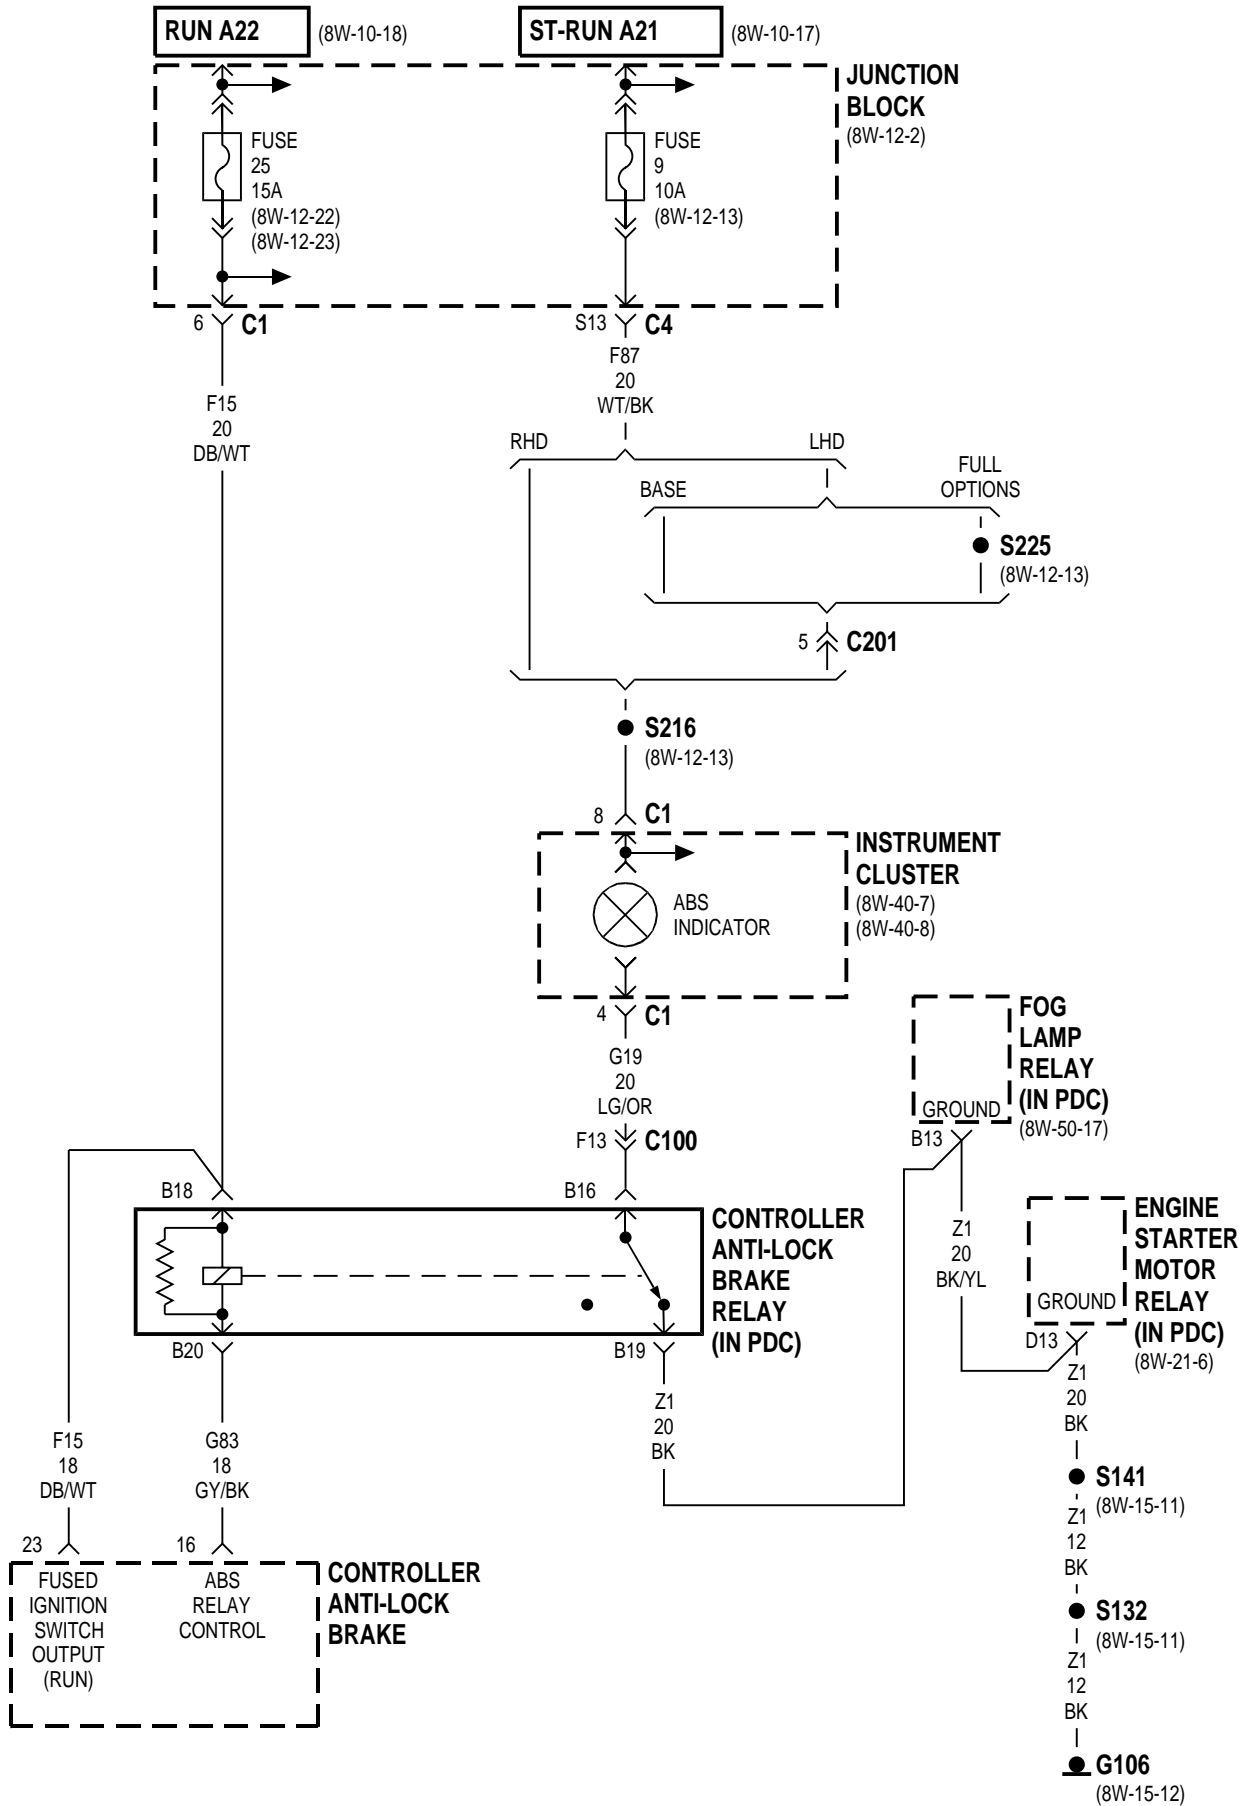 RUN A22
(8W-10-18)
ST-RUN A21
(8W-10-17)
JUNCTION
BLOCK
(8W-12-2)
FUSE
25
15A
(8W-12-22)
(8W-12-23)
FUSE
9
10A
(8W-12-13)
6
C1
S13
C4
F87
20
WT/BK
F15
20
DB/WT
RHD
LHD
BASE
FULL
OPTIONS
S225
(8W-12-13)
5
C201
S216
(8W-12-13)
8
C1
INSTRUMENT
CLUSTER
(8W-40-7)
(8W-40-8)
ABS
INDICATOR
4
C1
G19
20
LG/OR
F13
C100
FOG
LAMP
RELAY
(IN PDC)
(8W-50-17)
GROUND
B13
B18
B16
CONTROLLER
ANTI-LOCK
BRAKE
RELAY
(IN PDC)
Z1
20
BK/YL
ENGINE
STARTER
MOTOR
RELAY
(IN PDC)
(8W-21-6)
GROUND
D13
B20
B19
Z1
20
BK
Z1
20
BK
F15
18
DB/WT
G83
18
GY/BK
S141
(8W-15-11)
Z1
12
BK
23
16
CONTROLLER
ANTI-LOCK
BRAKE
FUSED
IGNITION
SWITCH
OUTPUT
(RUN)
ABS
RELAY
CONTROL
S132
(8W-15-11)
Z1
12
BK
G106
(8W-15-12)